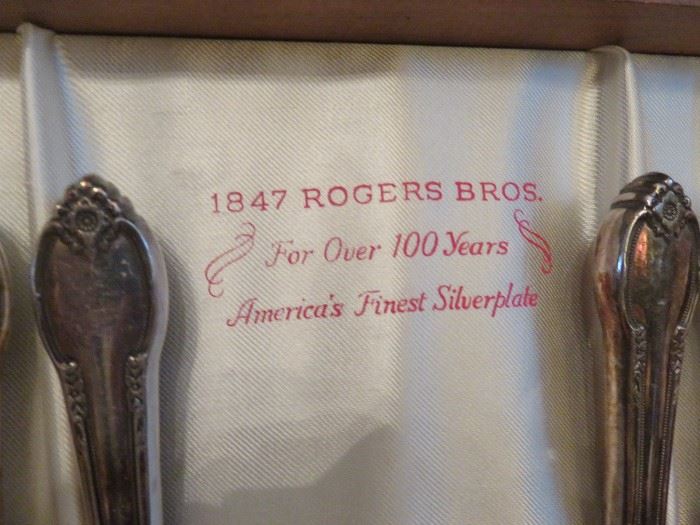 1847 ROGERS BROS.
For Over 100 Years
America's Finest Silverplate